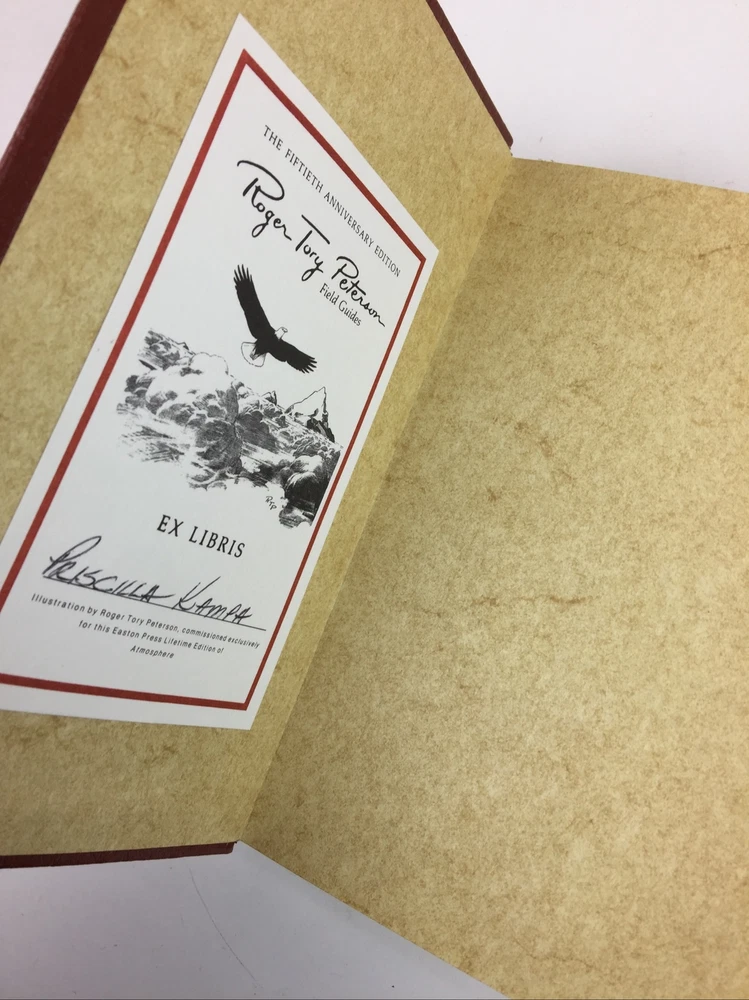 THE FIFTIETH ANNIVERSARY EDITION
Roger Tory Peterson
Field Guides
RTP
EX LIBRIS
PRISCILLA KAMPA
Illustration by Roger Tory Peterson, commissioned exclusively
for this Easton Press Lifetime Edition of
Atmosphere